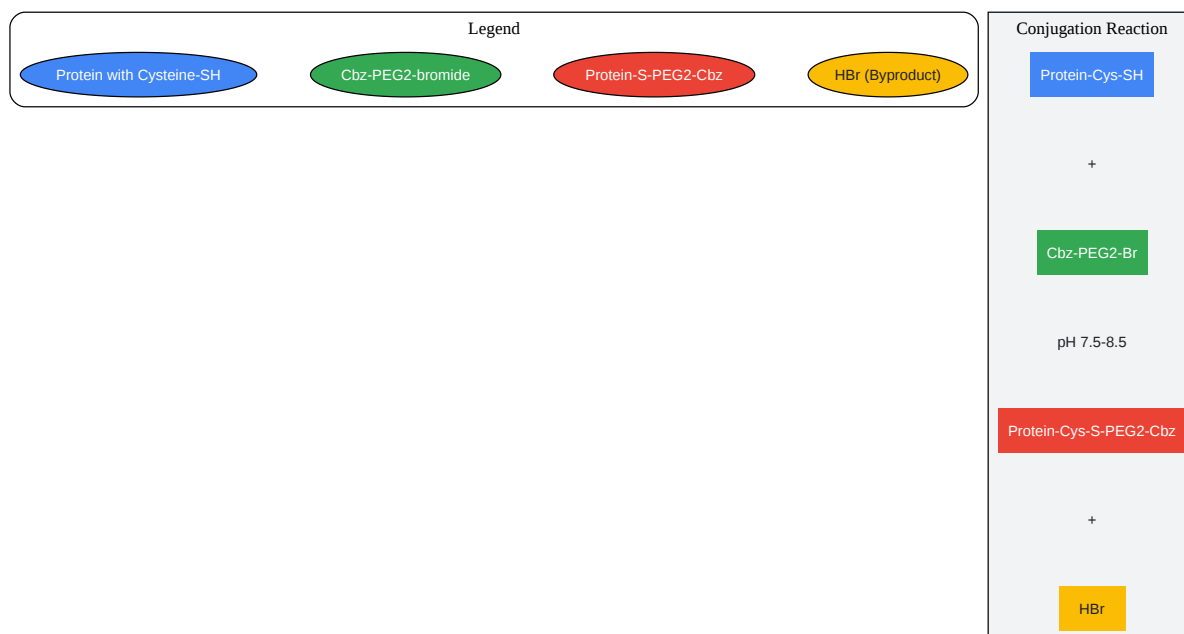 Legend
Protein with Cysteine-SH
Cbz-PEG2-bromide
Protein-S-PEG2-Cbz
HBr (Byproduct)
Conjugation Reaction
Protein-Cys-SH
+
Cbz-PEG2-Br
pH 7.5-8.5
Protein-Cys-S-PEG2-Cbz
+
HBr